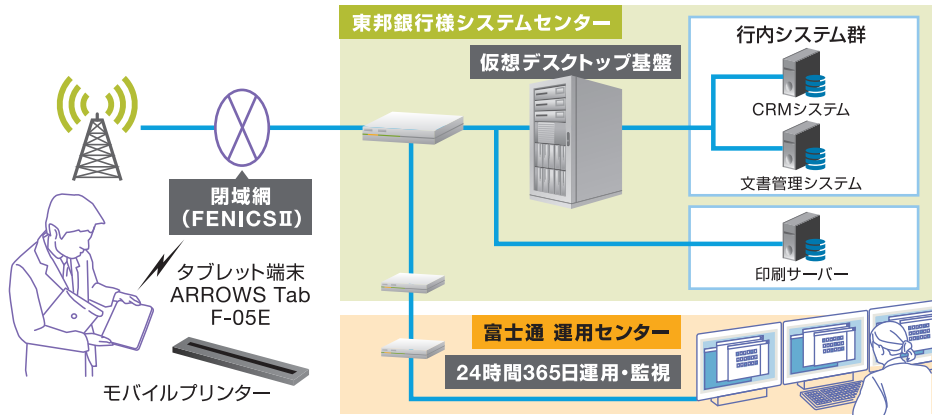 東邦銀行様システムセンター
仮想デスクトップ基盤
行内システム群
CRMシステム
文書管理システム
印刷サーバー
閉域網
(FENICSⅡ)
タブレット端末
ARROWS Tab
F-05E
モバイルプリンター
富士通 運用センター
24時間365日運用・監視